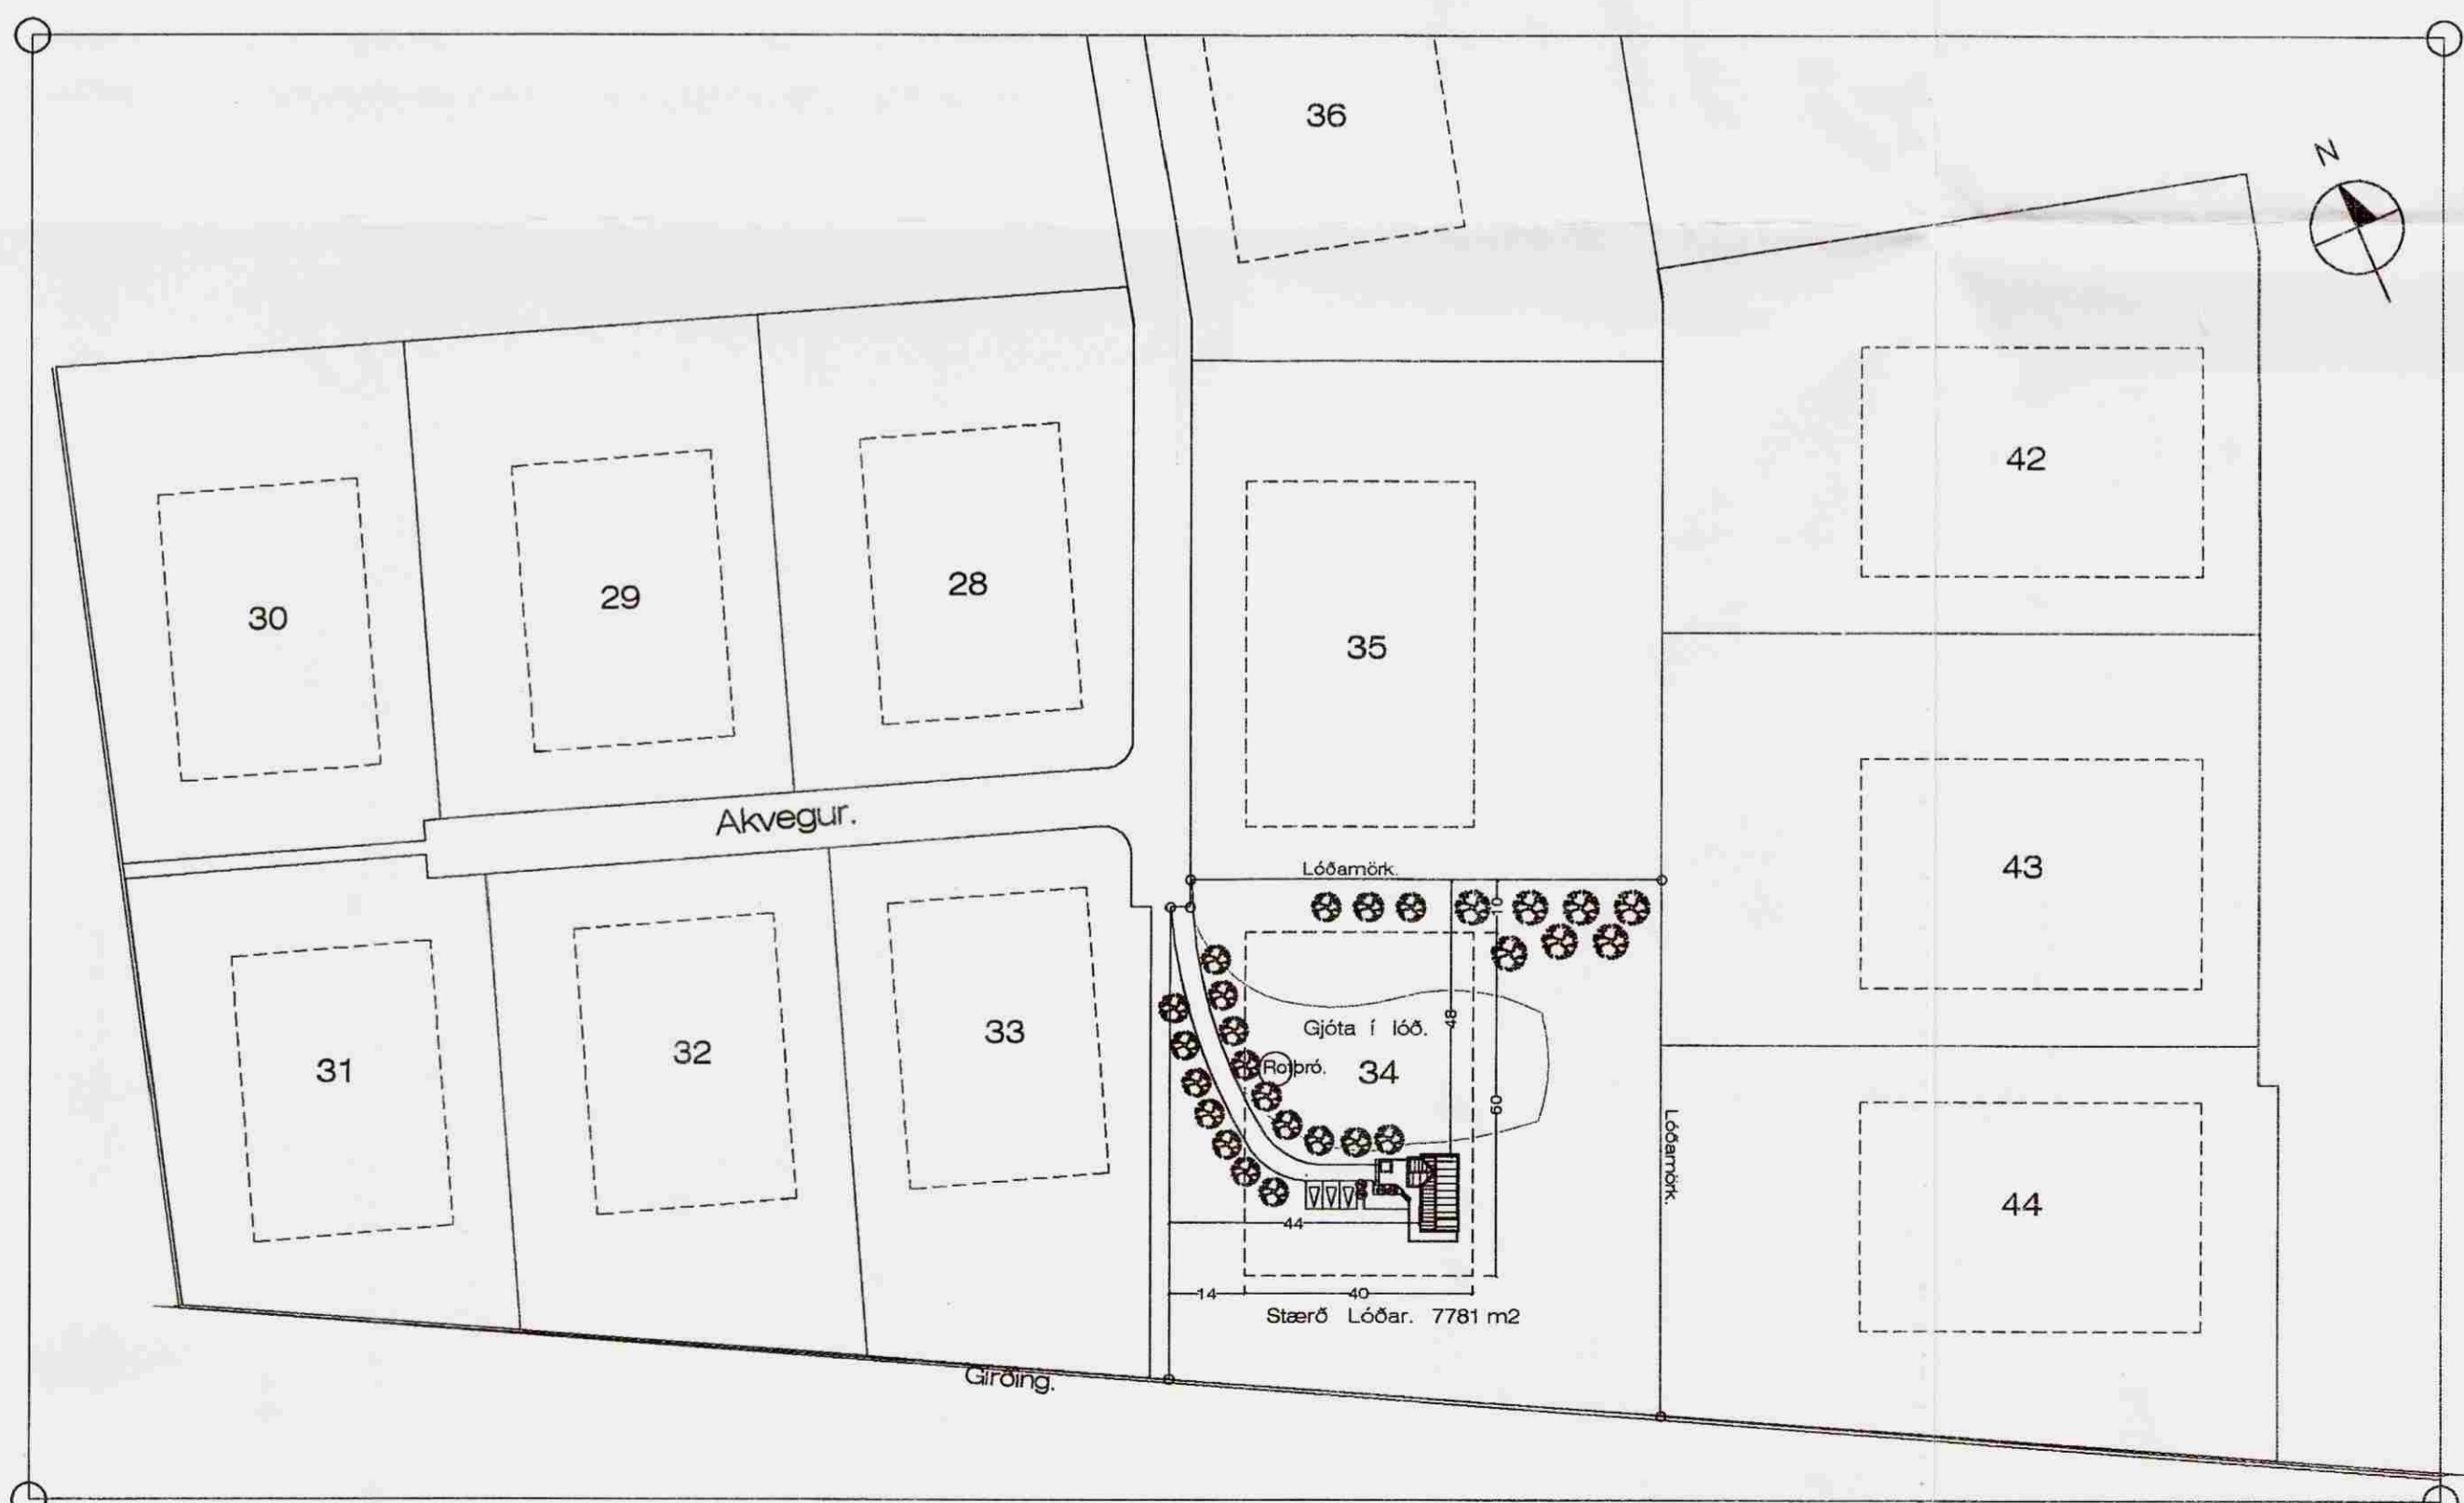 36
N
42
30
29
28
35
Akvegur.
Lóðamörk.
43
10
31
32
33
Gjóta í lóð.
48
Rotþró.
34
60
Lóðamörk.
44
44
14
40
Stærð Lóðar. 7781 m2
Girðing.